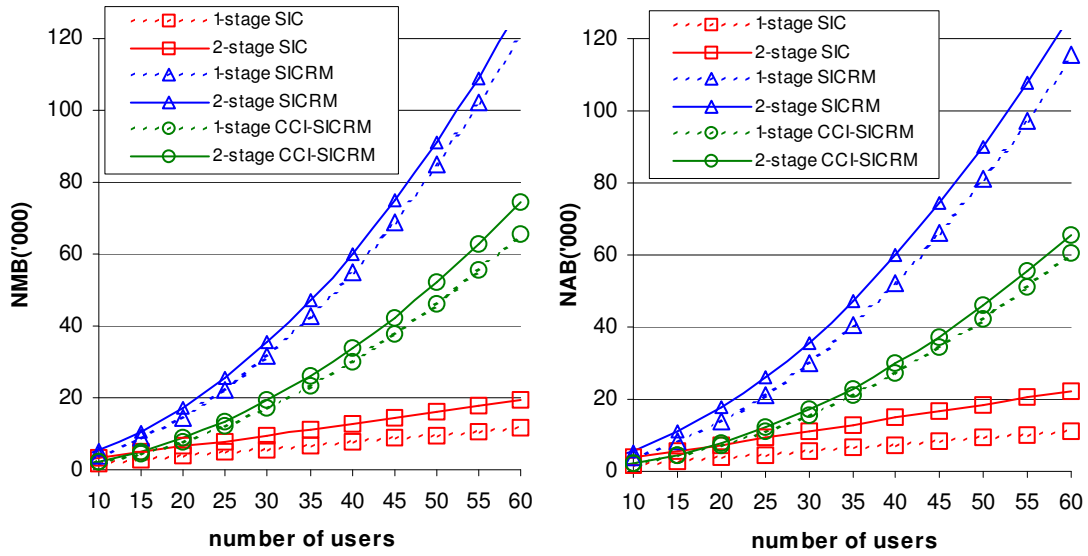 1-stage SIC
2-stage SIC
1-stage SICRM
2-stage SICRM
1-stage CCI-SICRM
2-stage CCI-SICRM
120
100
80
60
40
20
0
NMB('000)
10 15 20 25 30 35 40 45 50 55 60
number of users
1-stage SIC
2-stage SIC
1-stage SICRM
2-stage SICRM
1-stage CCI-SICRM
2-stage CCI-SICRM
120
100
80
60
40
20
0
NAB('000)
10 15 20 25 30 35 40 45 50 55 60
number of users